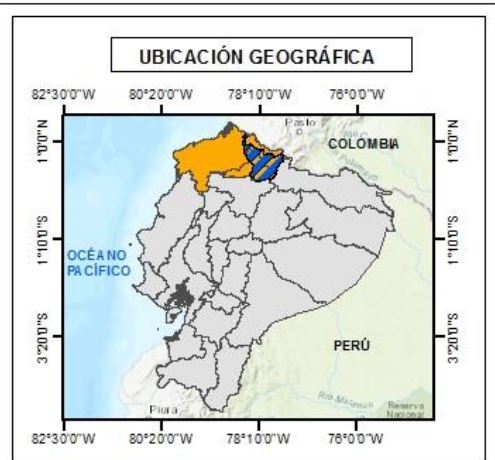 UBICACIÓN GEOGRÁFICA
82°30'0"W 80°20'0"W 78°10'0"W 76°0'0"W
Pasto
COLOMBIA
1°0'0"N 1°0'0"N
OCÉANO
PACÍFICO
1°10'0"S 1°10'0"S
3°20'0"S 3°20'0"S
PERÚ
Río Marañon
Reserva
Nacional
Piura
82°30'0"W 80°20'0"W 78°10'0"W 76°0'0"W